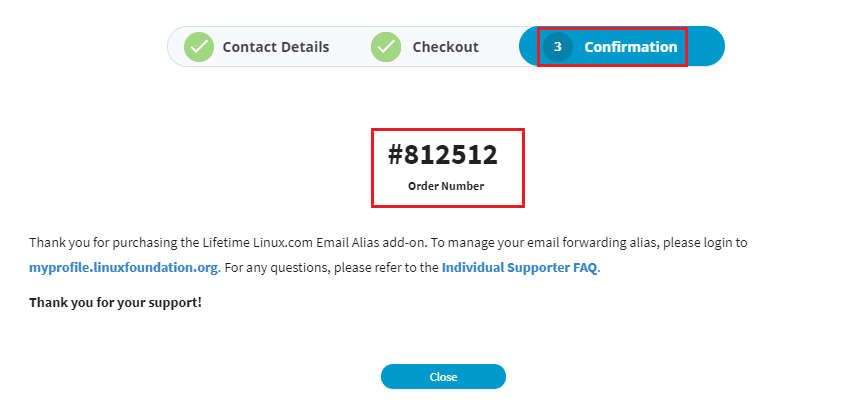 Contact Details Checkout 3 Confirmation
#812512
Order Number
Thank you for purchasing the Lifetime Linux.com Email Alias add-on. To manage your email forwarding alias, please login to
myprofile.linuxfoundation.org. For any questions, please refer to the Individual Supporter FAQ.
Thank you for your support!
Close